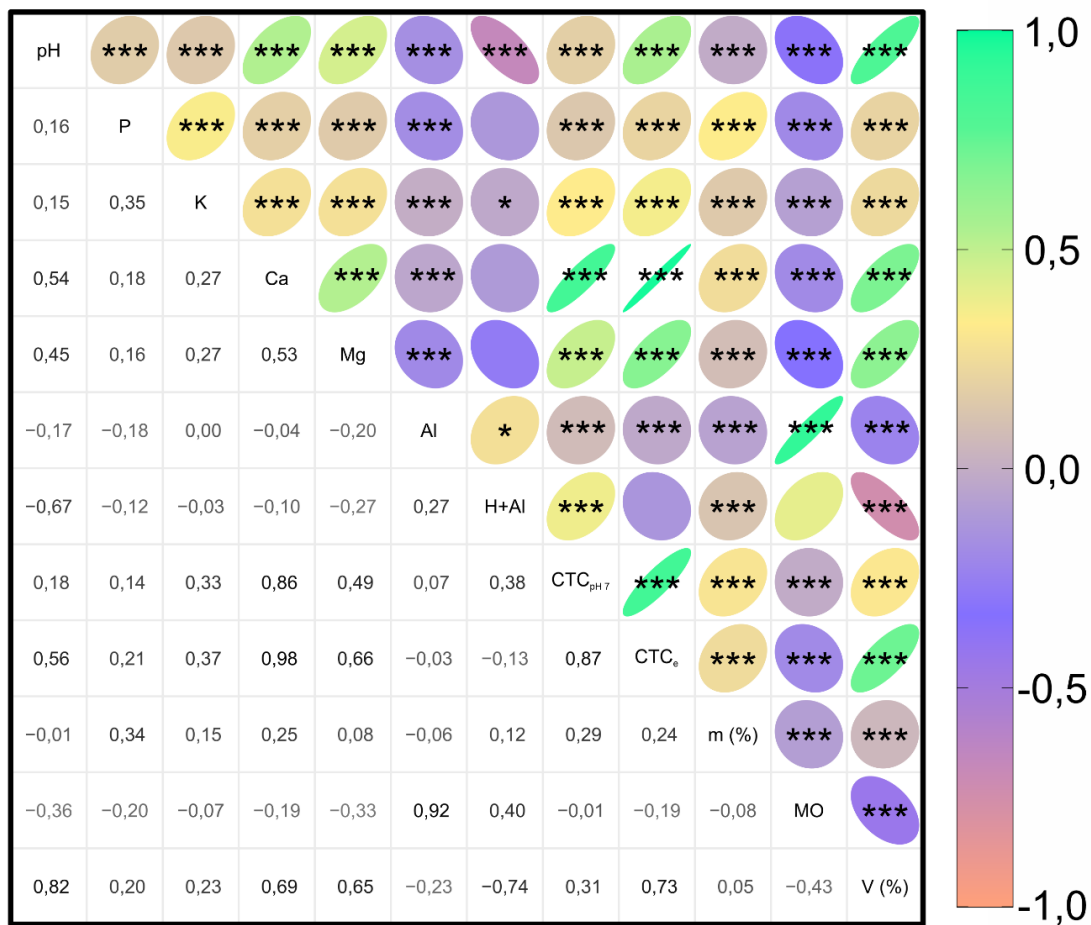 pH *** *** *** *** *** *** *** *** *** *** ***
0,16 P *** *** *** *** *** *** *** *** ***
0,15 0,35 K *** *** *** * *** *** *** *** ***
0,54 0,18 0,27 Ca *** *** *** *** *** *** ***
0,45 0,16 0,27 0,53 Mg *** *** *** *** *** ***
−0,17 −0,18 0,00 −0,04 −0,20 Al * *** *** *** *** ***
−0,67 −0,12 −0,03 −0,10 −0,27 0,27 H+Al *** *** ***
0,18 0,14 0,33 0,86 0,49 0,07 0,38 CTCpH 7 *** *** *** ***
0,56 0,21 0,37 0,98 0,66 −0,03 −0,13 0,87 CTCe *** *** ***
−0,01 0,34 0,15 0,25 0,08 −0,06 0,12 0,29 0,24 m (%) *** ***
−0,36 −0,20 −0,07 −0,19 −0,33 0,92 0,40 −0,01 −0,19 −0,08 MO ***
0,82 0,20 0,23 0,69 0,65 −0,23 −0,74 0,31 0,73 0,05 −0,43 V (%)
1,0
0,5
0,0
-0,5
-1,0